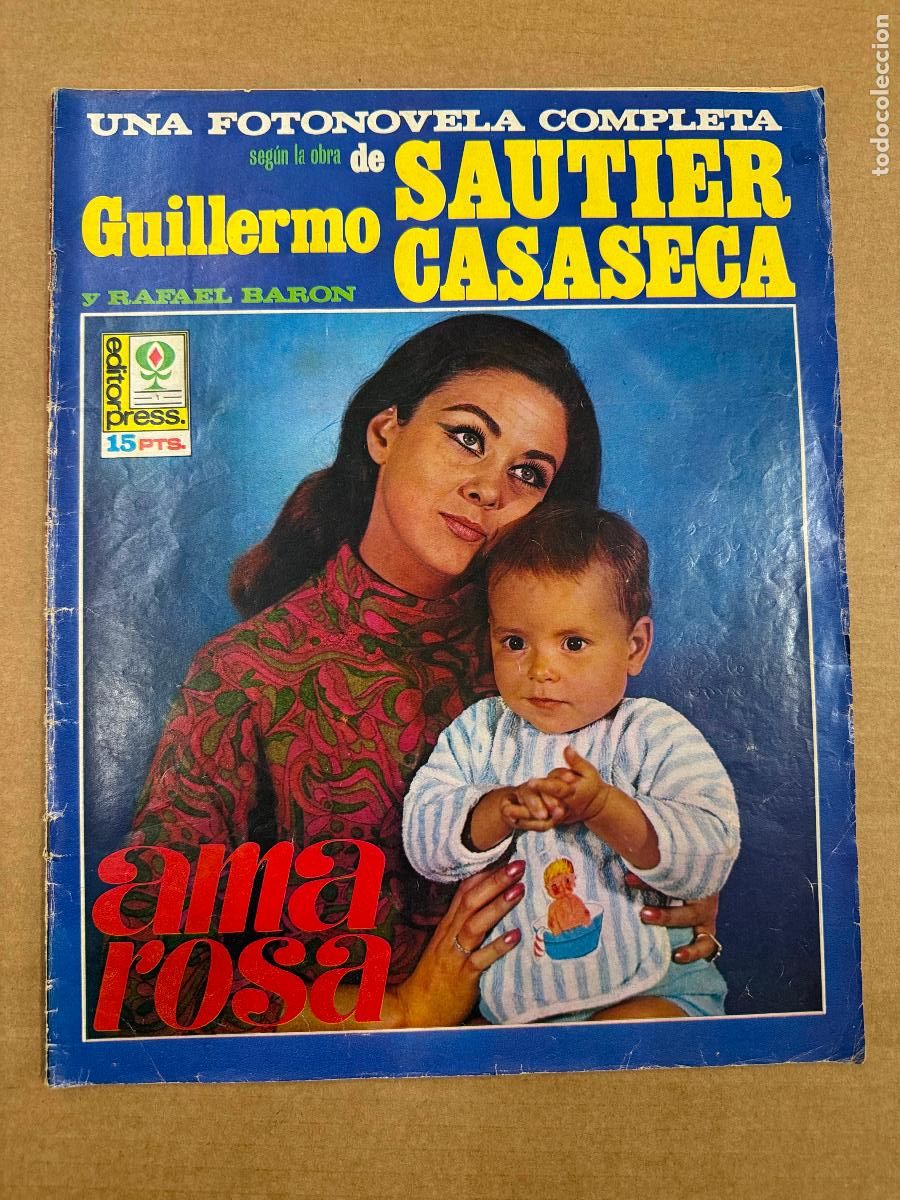 UNA FOTONOVELA COMPLETA
según la obra de SAUTIER
Guillermo CASASECA
y RAFAEL BARON
editorpress.
15 PTS.
ama
rosa
todocoleccion